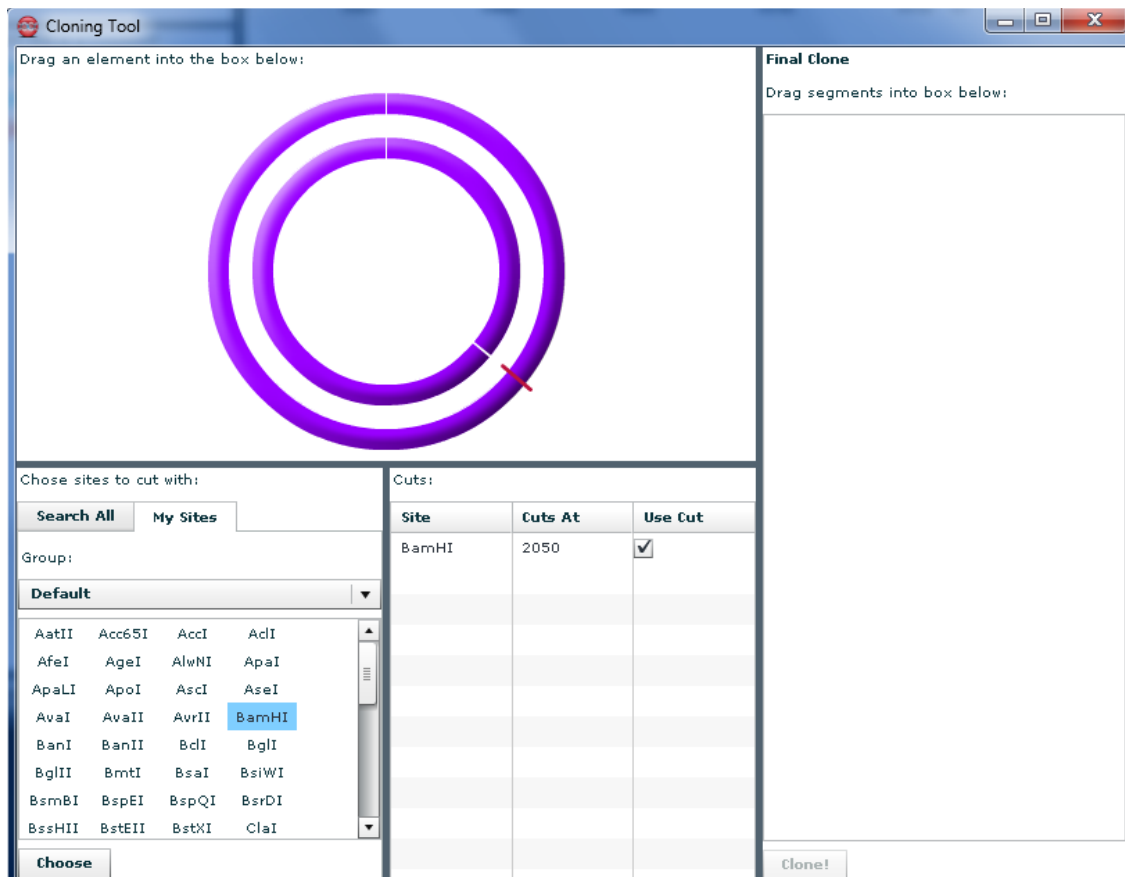 Cloning Tool
Drag an element into the box below:
Final Clone
Drag segments into box below:
Chose sites to cut with:
Search All My Sites
Group:
Default
AatII Acc65I AccI AclI
AfeI AgeI AlwNI ApaI
ApaLI ApoI AscI AseI
AvaI AvaII AvrII BamHI
BanI BanII BclI BglI
BglII BmtI BsaI BsiWI
BsmBI BspEI BspQI BsrDI
BssHII BstEII BstXI ClaI
Choose
Cuts:
Site Cuts At Use Cut
BamHI 2050
Clone!